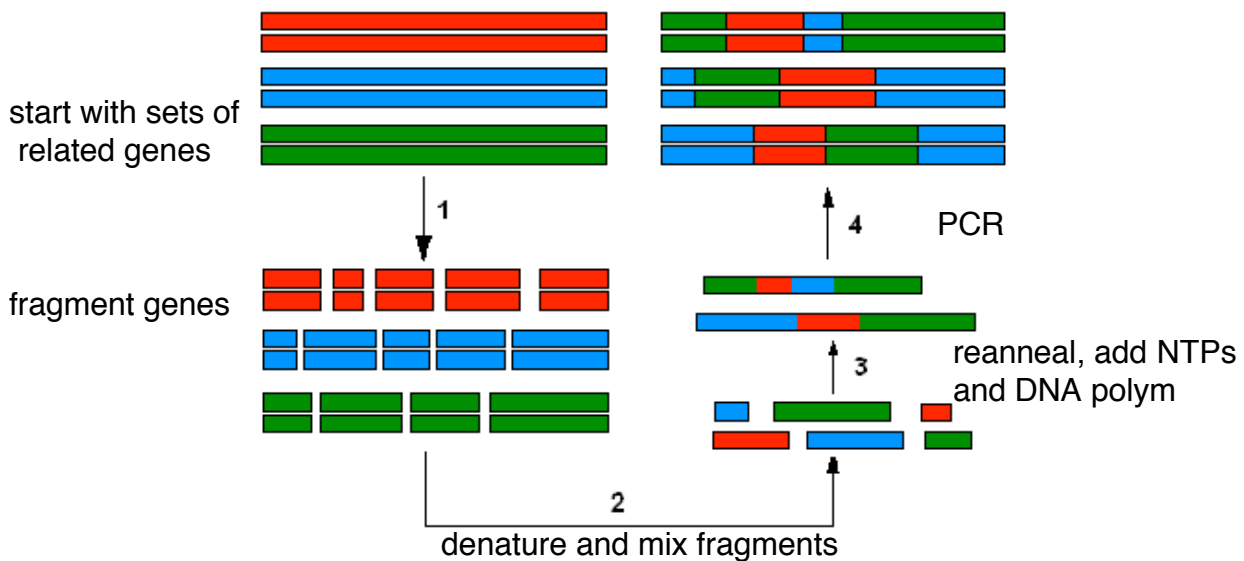 start with sets of
related genes
1
fragment genes
2
denature and mix fragments
3
reanneal, add NTPs
and DNA polym
4
PCR